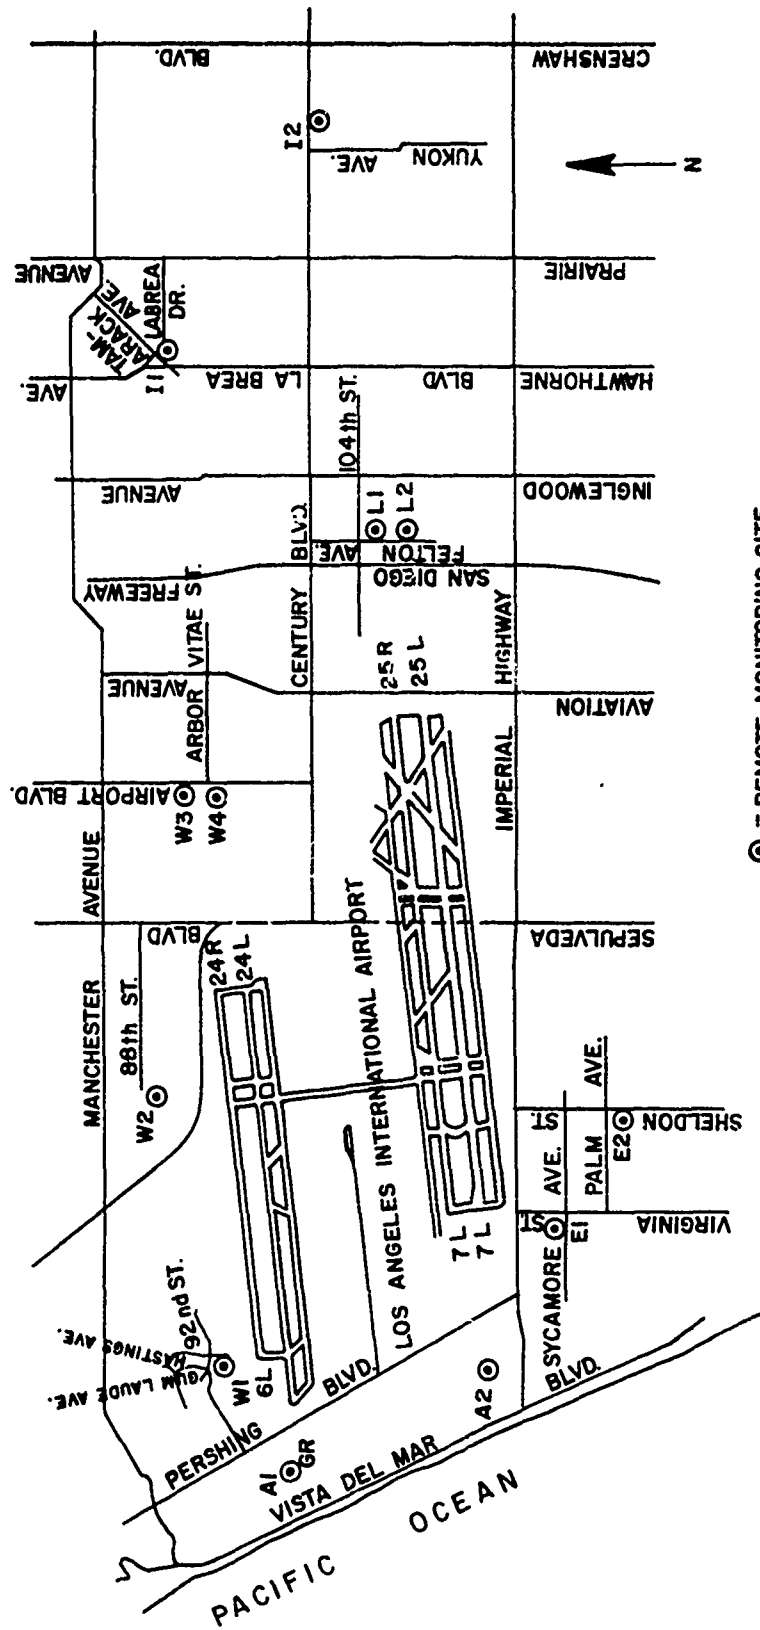 CRENSHAW
BLVD.
I2
YUKON
AVE.
N
PRAIRIE
AVENUE
TAM-
ARACK
AVE.
LABREA
DR.
I1
HAWTHORNE
BLVD
LA BREA
AVE.
104th ST.
INGLEWOOD
AVENUE
L1
L2
FELTON
AVE.
SAN DIEGO
FREEWAY
CENTURY BLVD.
ARBOR VITAE ST.
AVIATION
AVENUE
25R
25L
IMPERIAL HIGHWAY
AIRPORT BLVD.
W3
W4
MANCHESTER AVENUE
SEPULVEDA
BLVD
88th ST.
W2
24R
24L
LOS ANGELES INTERNATIONAL AIRPORT
SHELDON
ST.
PALM AVE.
E2
VIRGINIA
ST.
SYCAMORE AVE.
E1
7L
7L
92nd ST.
HASTINGS AVE.
GUM LAUDE AVE.
W1
6L
PERSHING BLVD.
A1
GR
A2
VISTA DEL MAR BLVD.
PACIFIC OCEAN
= REMOTE MONITORING SITE